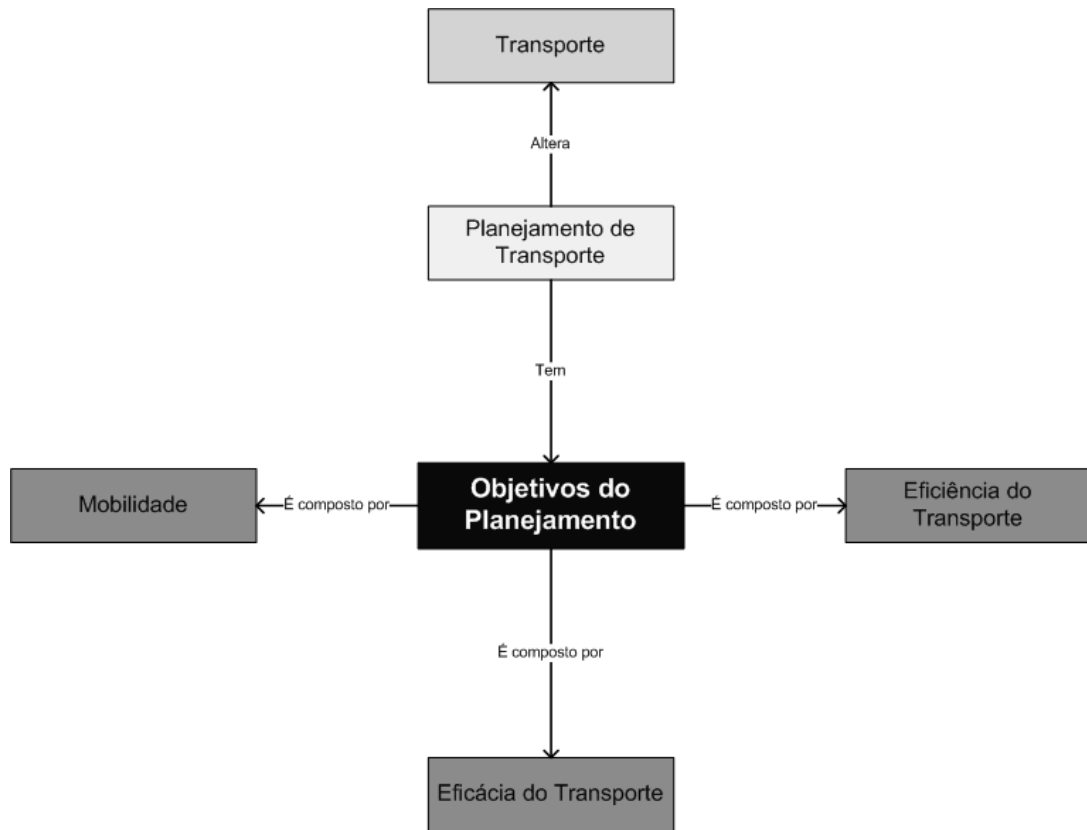 Transporte
Altera
Planejamento de
Transporte
Tem
Mobilidade
É composto por
Objetivos do
Planejamento
É composto por
Eficiência do
Transporte
É composto por
Eficácia do Transporte